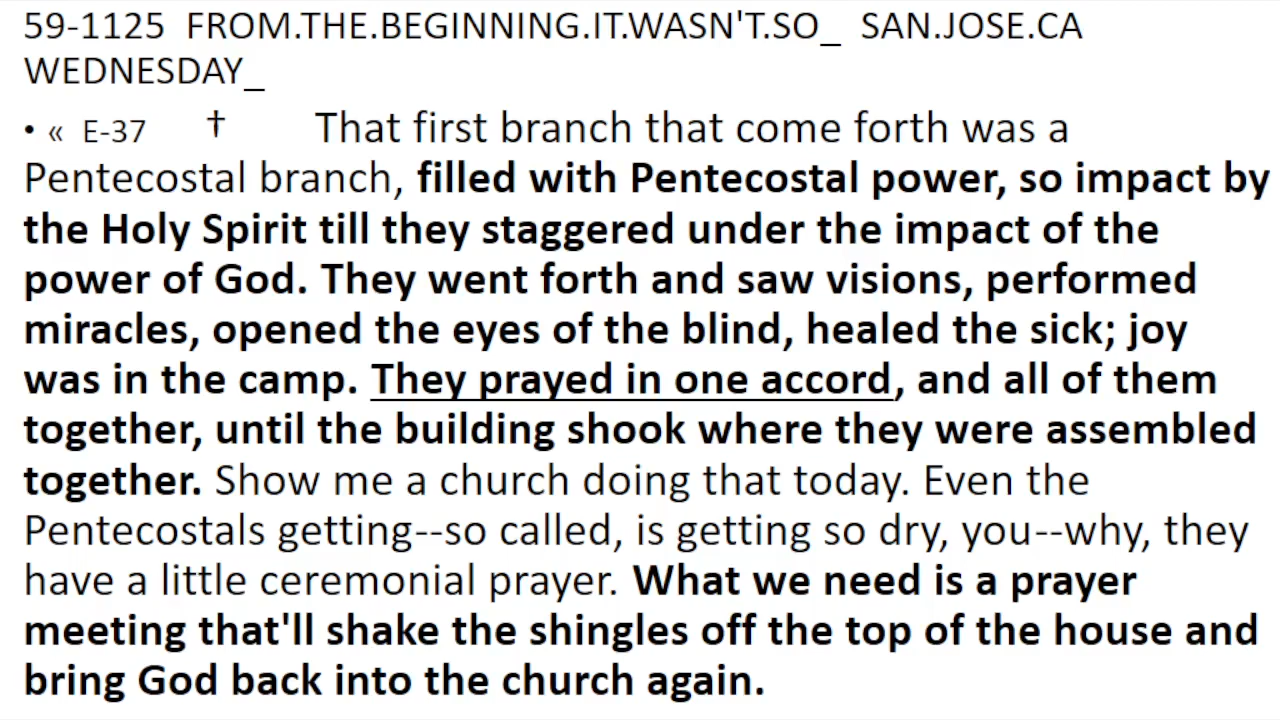 59-1125  FROM.THE.BEGINNING.IT.WASN'T.SO_  SAN.JOSE.CA
WEDNESDAY_
• «  E-37  †  That first branch that come forth was a
Pentecostal branch, filled with Pentecostal power, so impact by
the Holy Spirit till they staggered under the impact of the
power of God. They went forth and saw visions, performed
miracles, opened the eyes of the blind, healed the sick; joy
was in the camp. They prayed in one accord, and all of them
together, until the building shook where they were assembled
together. Show me a church doing that today. Even the
Pentecostals getting--so called, is getting so dry, you--why, they
have a little ceremonial prayer. What we need is a prayer
meeting that'll shake the shingles off the top of the house and
bring God back into the church again.